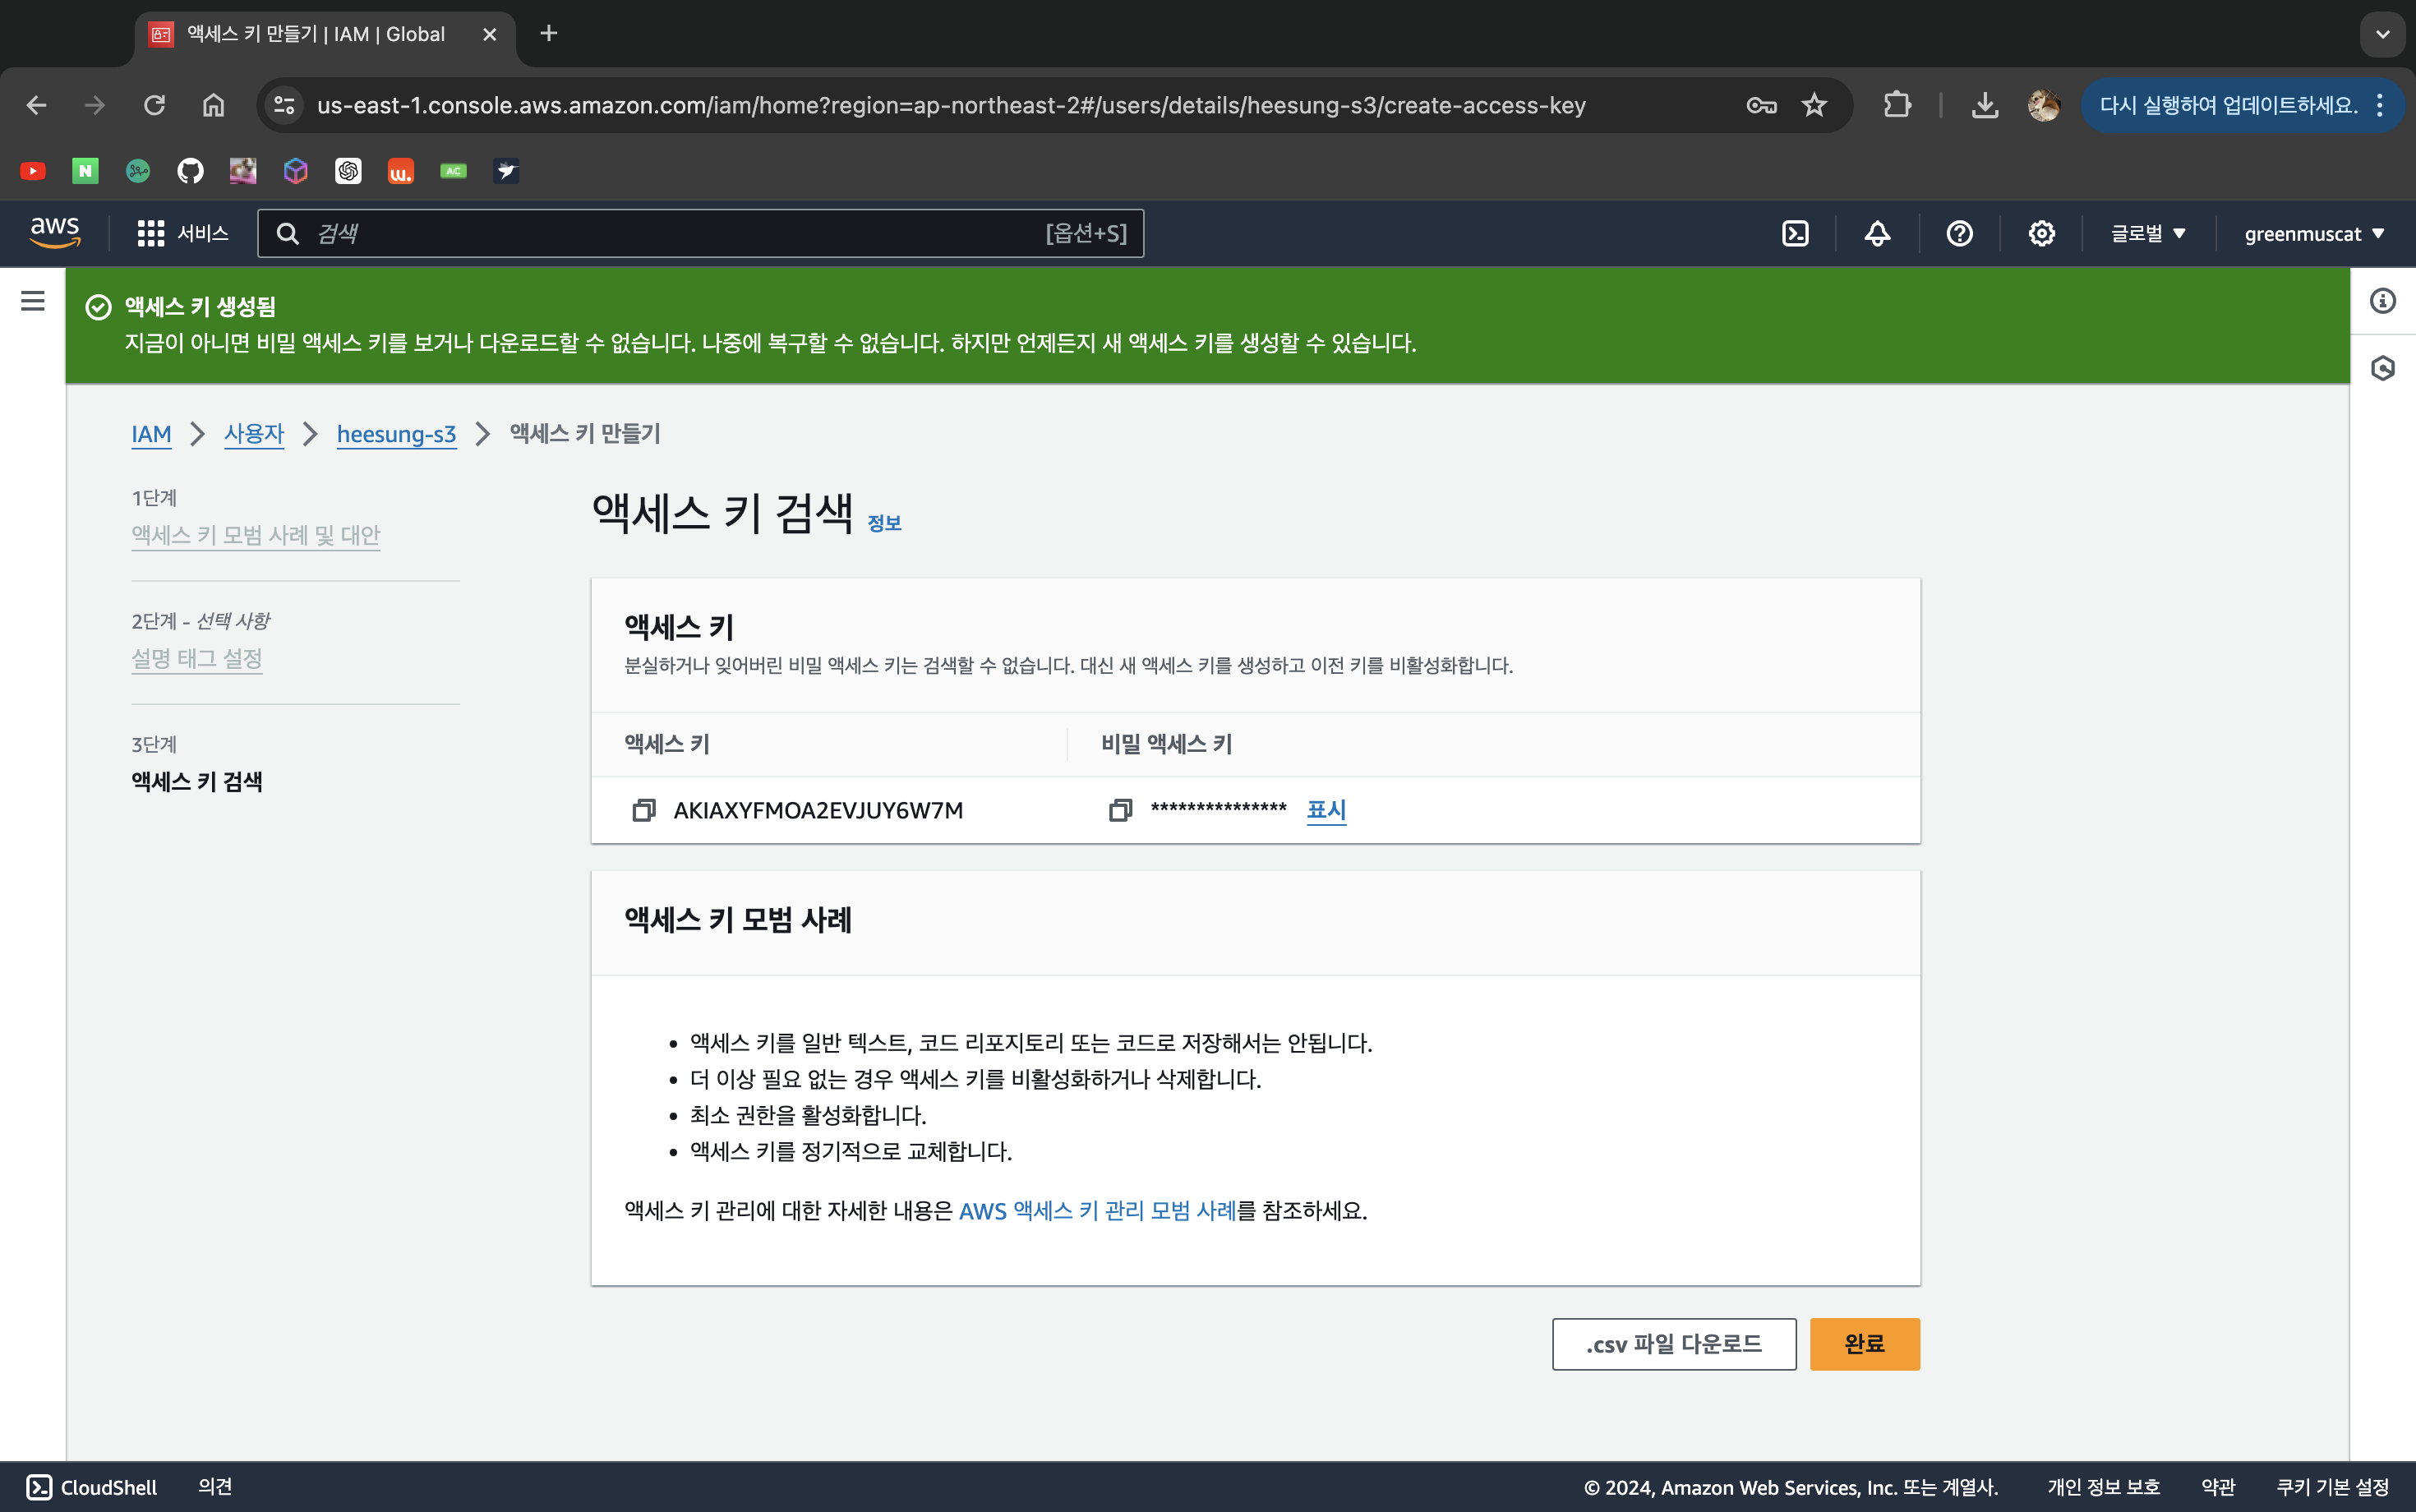 액세스 키 만들기 | IAM | Global
us-east-1.console.aws.amazon.com/iam/home?region=ap-northeast-2#/users/details/heesung-s3/create-access-key
다시 실행하여 업데이트하세요.
N
w.
AC
aws
서비스
검색
[옵션+S]
글로벌
greenmuscat
액세스 키 생성됨
지금이 아니면 비밀 액세스 키를 보거나 다운로드할 수 없습니다. 나중에 복구할 수 없습니다. 하지만 언제든지 새 액세스 키를 생성할 수 있습니다.
IAM > 사용자 > heesung-s3 > 액세스 키 만들기
1단계
액세스 키 모범 사례 및 대안
2단계 - 선택 사항
설명 태그 설정
3단계
액세스 키 검색
액세스 키 검색 정보
액세스 키
분실하거나 잊어버린 비밀 액세스 키는 검색할 수 없습니다. 대신 새 액세스 키를 생성하고 이전 키를 비활성화합니다.
액세스 키
비밀 액세스 키
AKIAXYFMOA2EVJUY6W7M
*************** 표시
액세스 키 모범 사례
• 액세스 키를 일반 텍스트, 코드 리포지토리 또는 코드로 저장해서는 안됩니다.
• 더 이상 필요 없는 경우 액세스 키를 비활성화하거나 삭제합니다.
• 최소 권한을 활성화합니다.
• 액세스 키를 정기적으로 교체합니다.
액세스 키 관리에 대한 자세한 내용은 AWS 액세스 키 관리 모범 사례를 참조하세요.
.csv 파일 다운로드
완료
CloudShell
의견
© 2024, Amazon Web Services, Inc. 또는 계열사.
개인 정보 보호
약관
쿠키 기본 설정